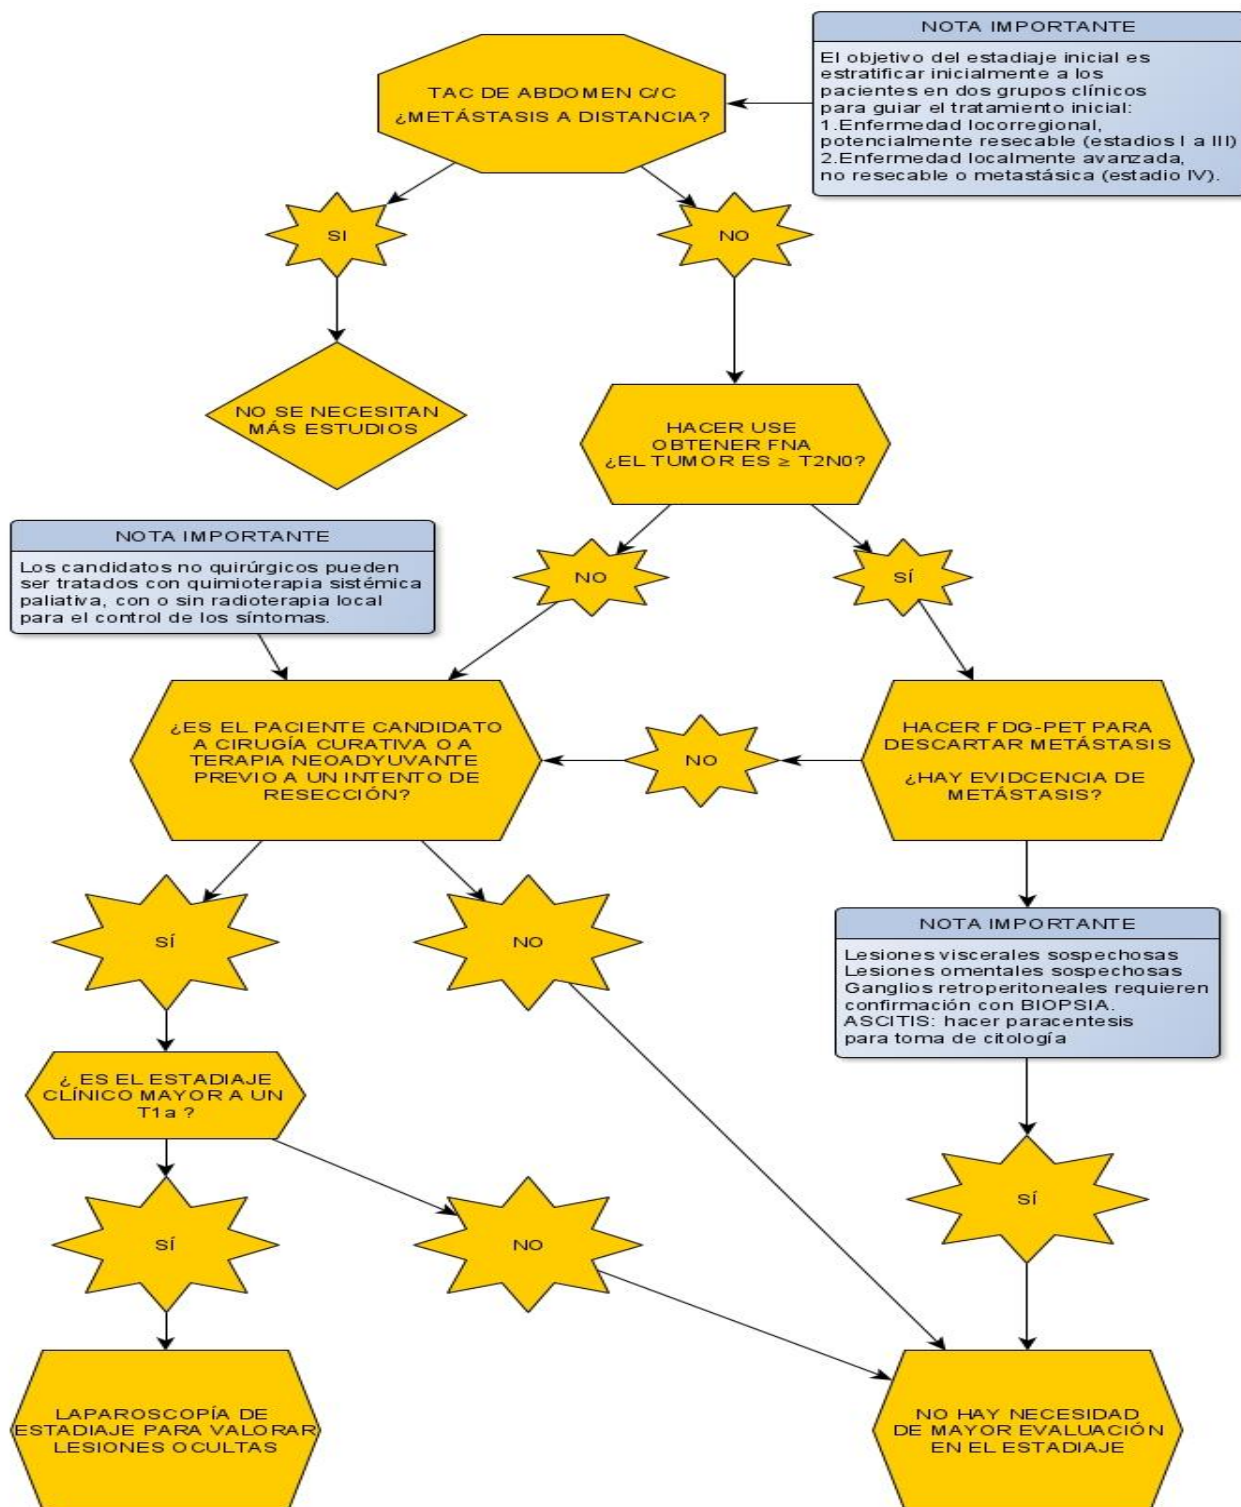 NOTA IMPORTANTE
El objetivo del estadiaje inicial es
estratificar inicialmente a los
pacientes en dos grupos clínicos
para guiar el tratamiento inicial:
1.Enfermedad locorregional,
potencialmente resecable (estadios I a III)
2.Enfermedad localmente avanzada,
no resecable o metastásica (estadio IV).
TAC DE ABDOMEN C/C
¿METÁSTASIS A DISTANCIA?
SI
NO
NO SE NECESITAN
MÁS ESTUDIOS
HACER USE
OBTENER FNA
¿EL TUMOR ES ≥ T2N0?
NOTA IMPORTANTE
Los candidatos no quirúrgicos pueden
ser tratados con quimioterapia sistémica
paliativa, con o sin radioterapia local
para el control de los síntomas.
NO
SÍ
¿ES EL PACIENTE CANDIDATO
A CIRUGÍA CURATIVA O A
TERAPIA NEOADYUVANTE
PREVIO A UN INTENTO DE
RESECCIÓN?
NO
HACER FDG-PET PARA
DESCARTAR METÁSTASIS
¿HAY EVIDCENCIA DE
METÁSTASIS?
SÍ
NO
NOTA IMPORTANTE
Lesiones viscerales sospechosas
Lesiones omentales sospechosas
Ganglios retroperitoneales requieren
confirmación con BIOPSIA.
ASCITIS: hacer paracentesis
para toma de citología
¿ ES EL ESTADIAJE
CLÍNICO MAYOR A UN
T1a ?
SÍ
SÍ
NO
LAPAROSCOPÍA DE
ESTADIAJE PARA VALORAR
LESIONES OCULTAS
NO HAY NECESIDAD
DE MAYOR EVALUACIÓN
EN EL ESTADIAJE